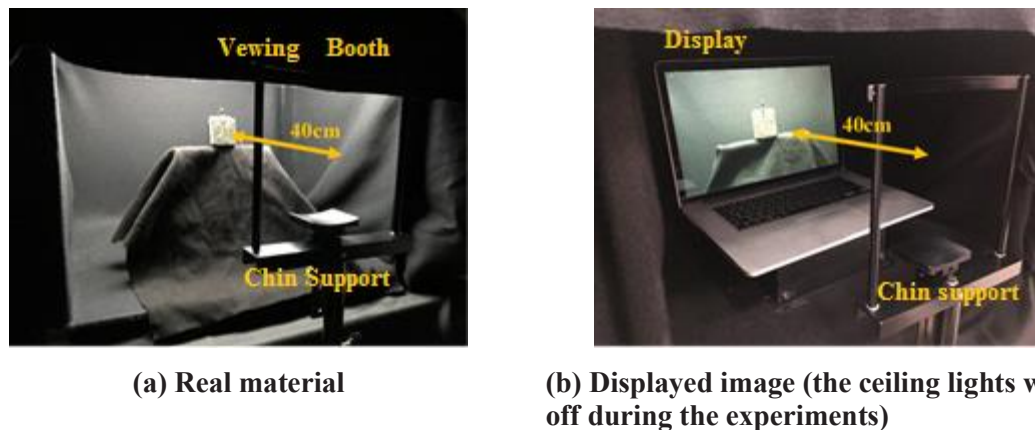 Vewing Booth
40cm
Chin Support
Display
40cm
Chin support
(a) Real material
(b) Displayed image (the ceiling lights
off during the experiments)